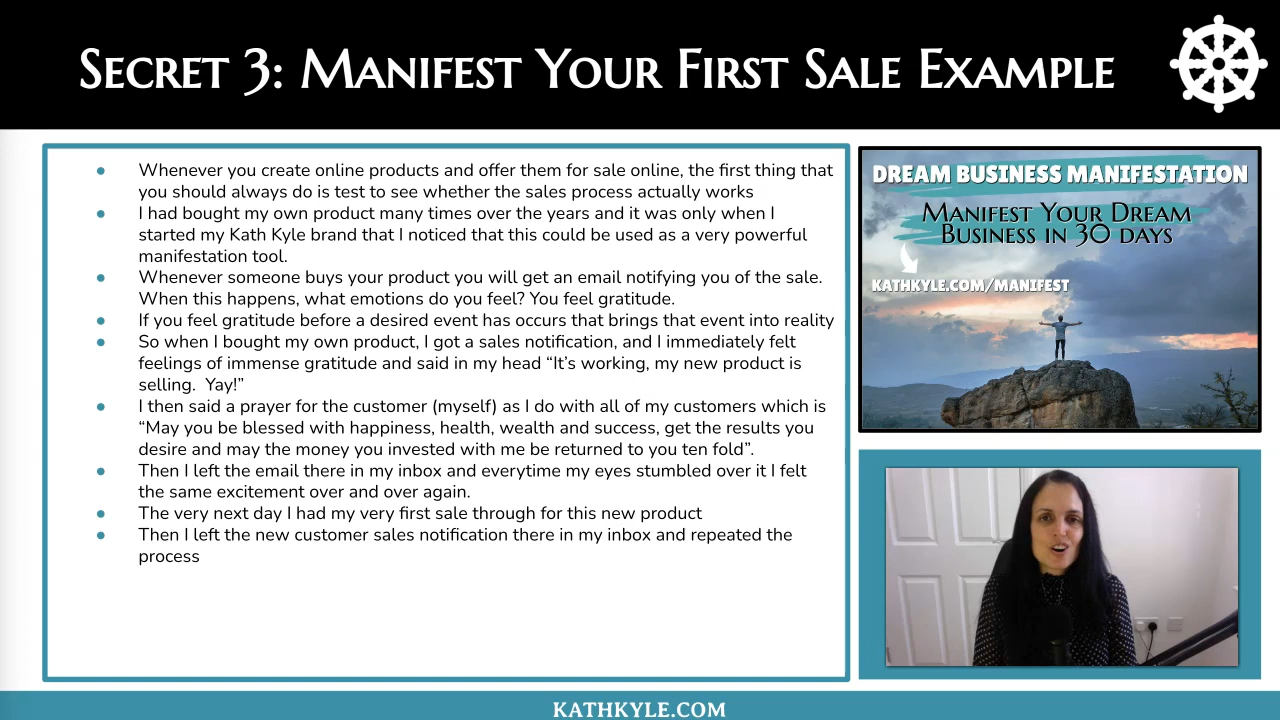 Secret 3: Manifest Your First Sale Example
Whenever you create online products and offer them for sale online, the first thing that
you should always do is test to see whether the sales process actually works
I had bought my own product many times over the years and it was only when I
started my Kath Kyle brand that I noticed that this could be used as a very powerful
manifestation tool.
Whenever someone buys your product you will get an email notifying you of the sale.
When this happens, what emotions do you feel? You feel gratitude.
If you feel gratitude before a desired event has occurs that brings that event into reality
So when I bought my own product, I got a sales notification, and I immediately felt
feelings of immense gratitude and said in my head “It’s working, my new product is
selling.  Yay!”
I then said a prayer for the customer (myself) as I do with all of my customers which is
“May you be blessed with happiness, health, wealth and success, get the results you
desire and may the money you invested with me be returned to you ten fold”.
Then I left the email there in my inbox and everytime my eyes stumbled over it I felt
the same excitement over and over again.
The very next day I had my very first sale through for this new product
Then I left the new customer sales notification there in my inbox and repeated the
process
DREAM BUSINESS MANIFESTATION
Manifest Your Dream
Business in 30 days
KATHKYLE.COM/MANIFEST
KATHKYLE.COM